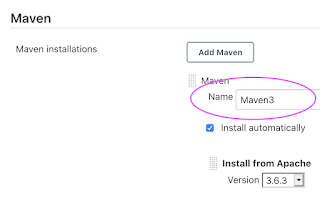 Maven
Maven installations
Add Maven
Maven
Name Maven3
Install automatically
Install from Apache
Version 3.6.3